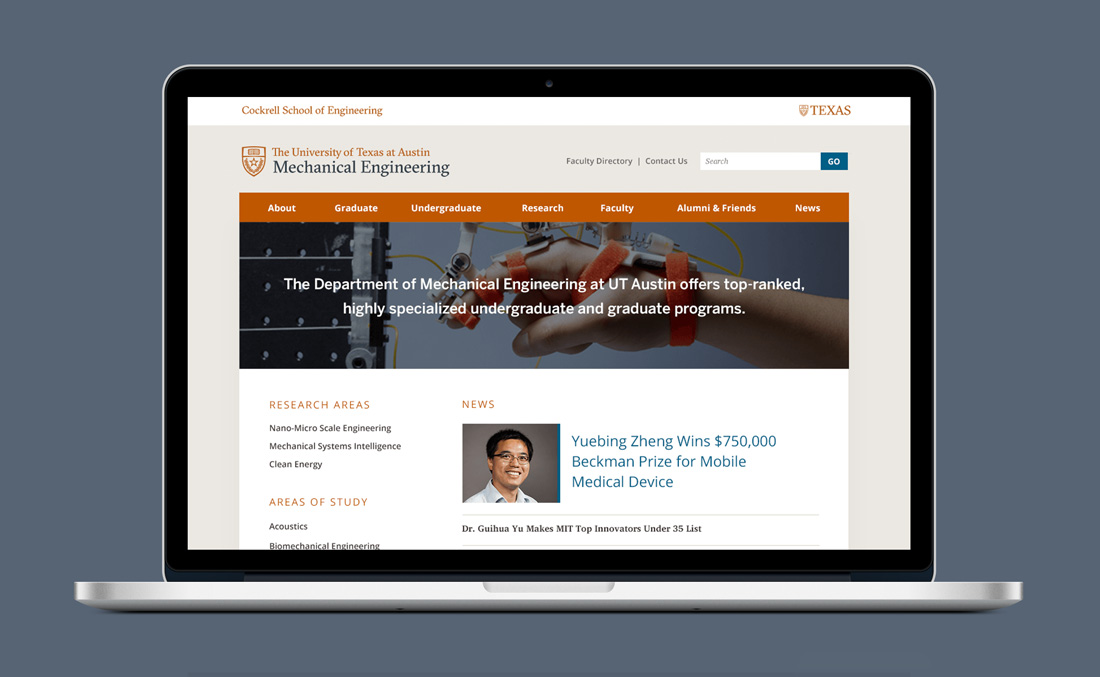 Cockrell School of Engineering
TEXAS
The University of Texas at Austin
Mechanical Engineering
Faculty Directory | Contact Us
Search
GO
About Graduate Undergraduate Research Faculty Alumni & Friends News
The Department of Mechanical Engineering at UT Austin offers top-ranked,
highly specialized undergraduate and graduate programs.
RESEARCH AREAS
Nano-Micro Scale Engineering
Mechanical Systems Intelligence
Clean Energy
AREAS OF STUDY
Acoustics
Biomechanical Engineering
NEWS
Yuebing Zheng Wins $750,000
Beckman Prize for Mobile
Medical Device
Dr. Guihua Yu Makes MIT Top Innovators Under 35 List